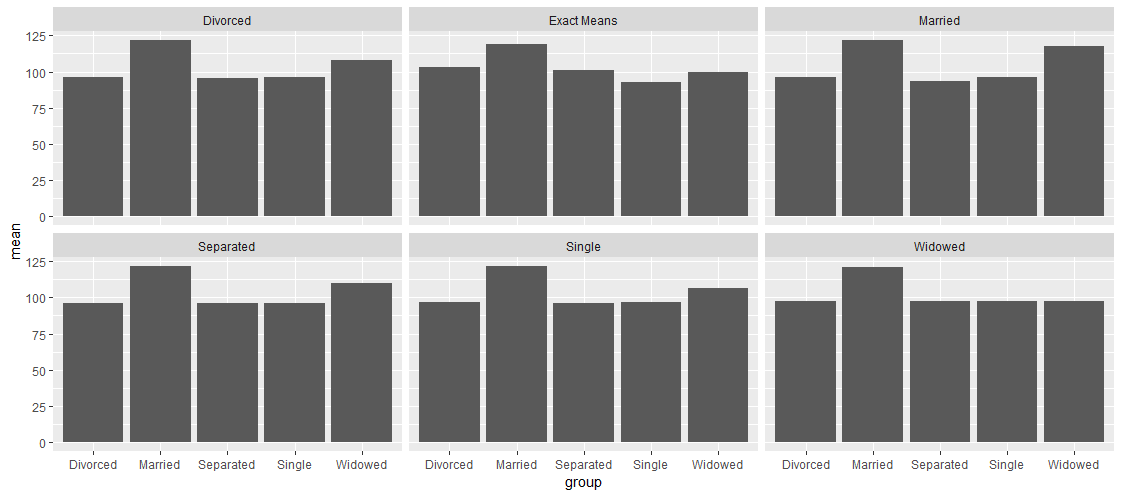 Divorced Exact Means Married
125
100
75
50
25
0
Separated Single Widowed
125
100
75
50
25
0
mean
Divorced Married Separated Single Widowed Divorced Married Separated Single Widowed Divorced Married Separated Single Widowed
group